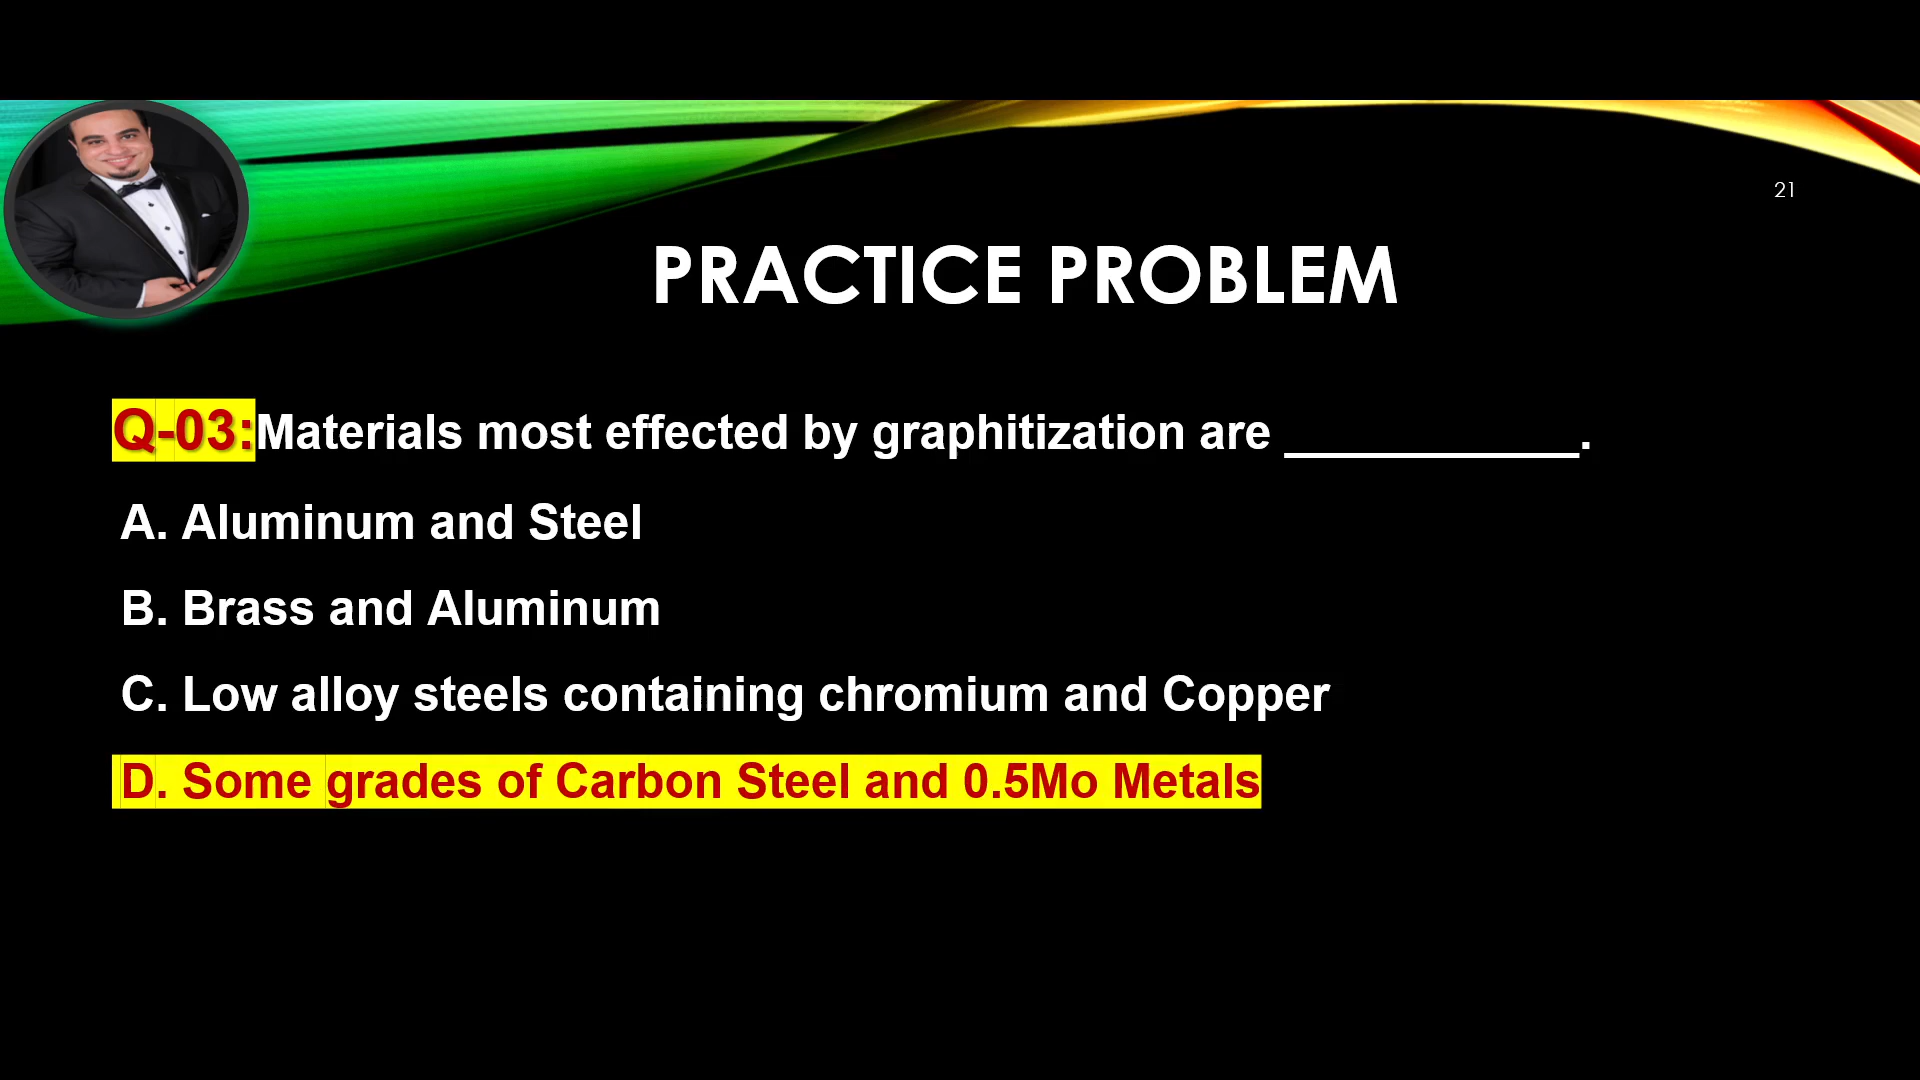 21
PRACTICE PROBLEM
Q-03:Materials most effected by graphitization are ___________.
A. Aluminum and Steel
B. Brass and Aluminum
C. Low alloy steels containing chromium and Copper
D. Some grades of Carbon Steel and 0.5Mo Metals